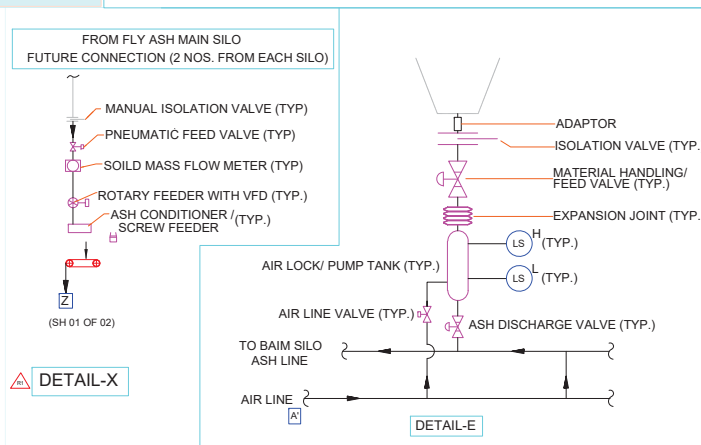 FROM FLY ASH MAIN SILO
FUTURE CONNECTION (2 NOS. FROM EACH SILO)
MANUAL ISOLATION VALVE (TYP)
PNEUMATIC FEED VALVE (TYP)
SOILD MASS FLOW METER (TYP)
ROTARY FEEDER WITH VFD (TYP.)
ASH CONDITIONER / (TYP.)
SCREW FEEDER
Z
(SH 01 OF 02)
R1
DETAIL-X
ADAPTOR
ISOLATION VALVE (TYP.
MATERIAL HANDLING/
FEED VALVE (TYP.)
EXPANSION JOINT (TYP.
LS H (TYP.)
AIR LOCK/ PUMP TANK (TYP.)
LS L (TYP.)
AIR LINE VALVE (TYP.)
ASH DISCHARGE VALVE (TYP.)
TO BAIM SILO
ASH LINE
AIR LINE
A'
DETAIL-E